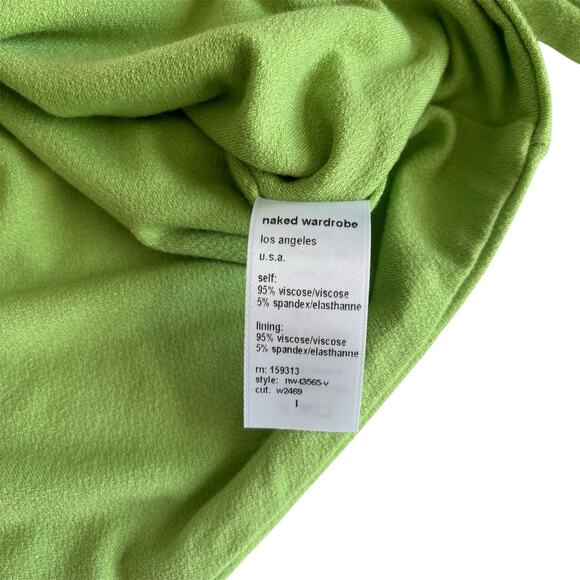 naked wardrobe
los angeles
u.s.a.
self:
95% viscose/viscose
5% spandex/elasthanne
lining:
95% viscose/viscose
5% spandex/elasthanne
rn: 159313
style: nw-t3565-v
cut: w2469
l